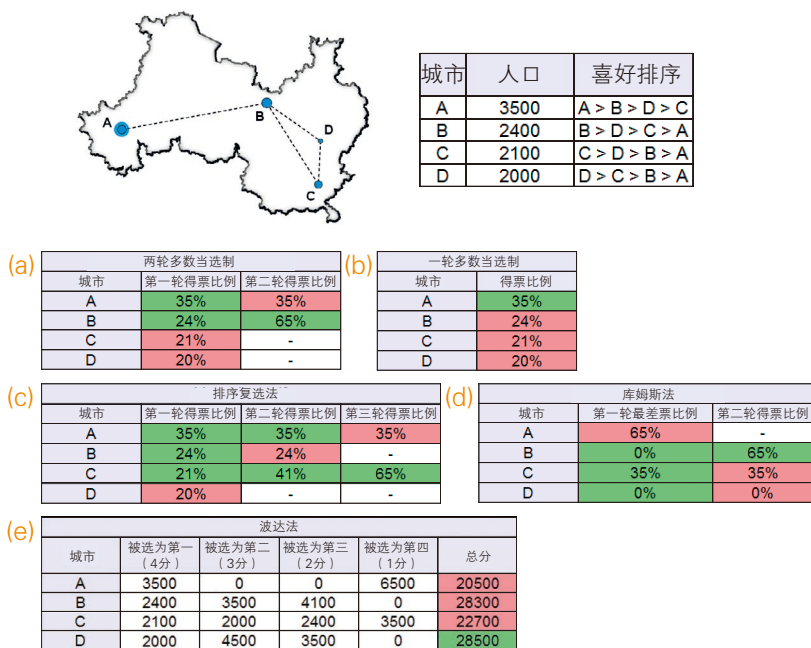 A
B
D
C
城市 人口 喜好排序
A 3500 A > B > D > C
B 2400 B > D > C > A
C 2100 C > D > B > A
D 2000 D > C > B > A
(a)
两轮多数当选制
城市 第一轮得票比例 第二轮得票比例
A 35% 35%
B 24% 65%
C 21% -
D 20% -
(b)
一轮多数当选制
城市 得票比例
A 35%
B 24%
C 21%
D 20%
(c)
排序复选法
城市 第一轮得票比例 第二轮得票比例 第三轮得票比例
A 35% 35% 35%
B 24% 24% -
C 21% 41% 65%
D 20% - -
(d)
库姆斯法
城市 第一轮最差票比例 第二轮得票比例
A 65% -
B 0% 65%
C 35% 35%
D 0% 0%
(e)
波达法
城市 被选为第一 被选为第二 被选为第三 被选为第四 总分
(4分) (3分) (2分) (1分)
A 3500 0 0 6500 20500
B 2400 3500 4100 0 28300
C 2100 2000 2400 3500 22700
D 2000 4500 3500 0 28500